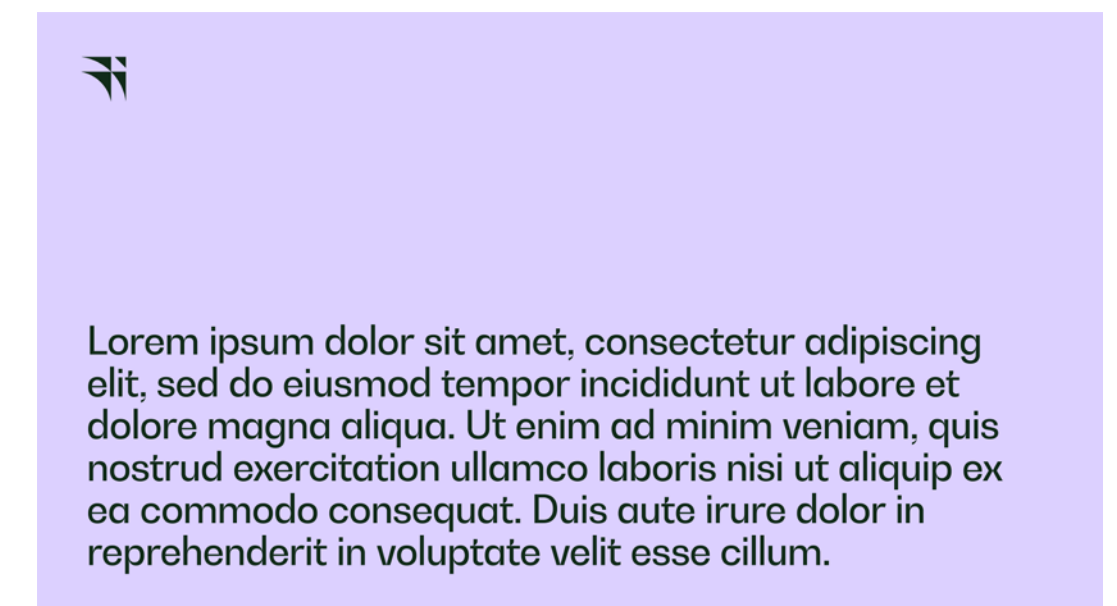 Lorem ipsum dolor sit amet, consectetur adipiscing
elit, sed do eiusmod tempor incididunt ut labore et
dolore magna aliqua. Ut enim ad minim veniam, quis
nostrud exercitation ullamco laboris nisi ut aliquip ex
ea commodo consequat. Duis aute irure dolor in
reprehenderit in voluptate velit esse cillum.